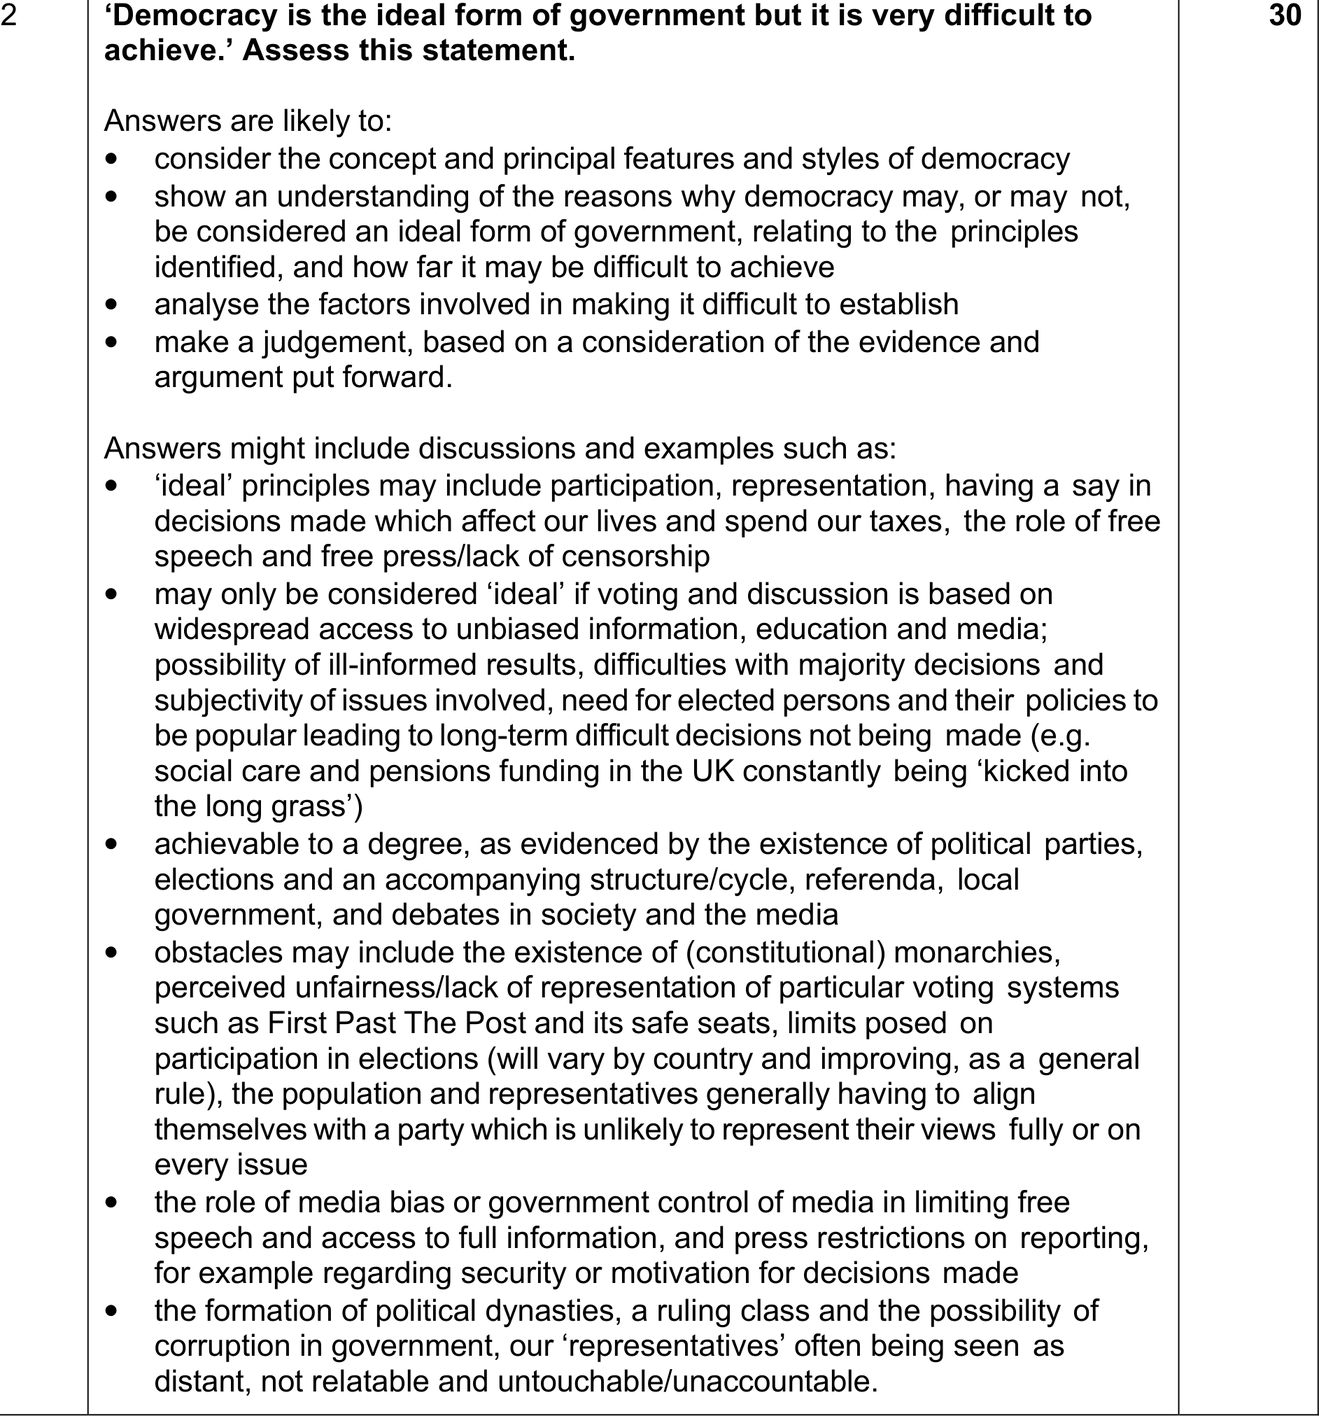 2 ‘Democracy is the ideal form of government but it is very difficult to 30
achieve.’ Assess this statement.
Answers are likely to:
• consider the concept and principal features and styles of democracy
• show an understanding of the reasons why democracy may, or may not,
be considered an ideal form of government, relating to the principles
identified, and how far it may be difficult to achieve
• analyse the factors involved in making it difficult to establish
• make a judgement, based on a consideration of the evidence and
argument put forward.
Answers might include discussions and examples such as:
• ‘ideal’ principles may include participation, representation, having a say in
decisions made which affect our lives and spend our taxes, the role of free
speech and free press/lack of censorship
• may only be considered ‘ideal’ if voting and discussion is based on
widespread access to unbiased information, education and media;
possibility of ill-informed results, difficulties with majority decisions and
subjectivity of issues involved, need for elected persons and their policies to
be popular leading to long-term difficult decisions not being made (e.g.
social care and pensions funding in the UK constantly being ‘kicked into
the long grass’)
• achievable to a degree, as evidenced by the existence of political parties,
elections and an accompanying structure/cycle, referenda, local
government, and debates in society and the media
• obstacles may include the existence of (constitutional) monarchies,
perceived unfairness/lack of representation of particular voting systems
such as First Past The Post and its safe seats, limits posed on
participation in elections (will vary by country and improving, as a general
rule), the population and representatives generally having to align
themselves with a party which is unlikely to represent their views fully or on
every issue
• the role of media bias or government control of media in limiting free
speech and access to full information, and press restrictions on reporting,
for example regarding security or motivation for decisions made
• the formation of political dynasties, a ruling class and the possibility of
corruption in government, our ‘representatives’ often being seen as
distant, not relatable and untouchable/unaccountable.